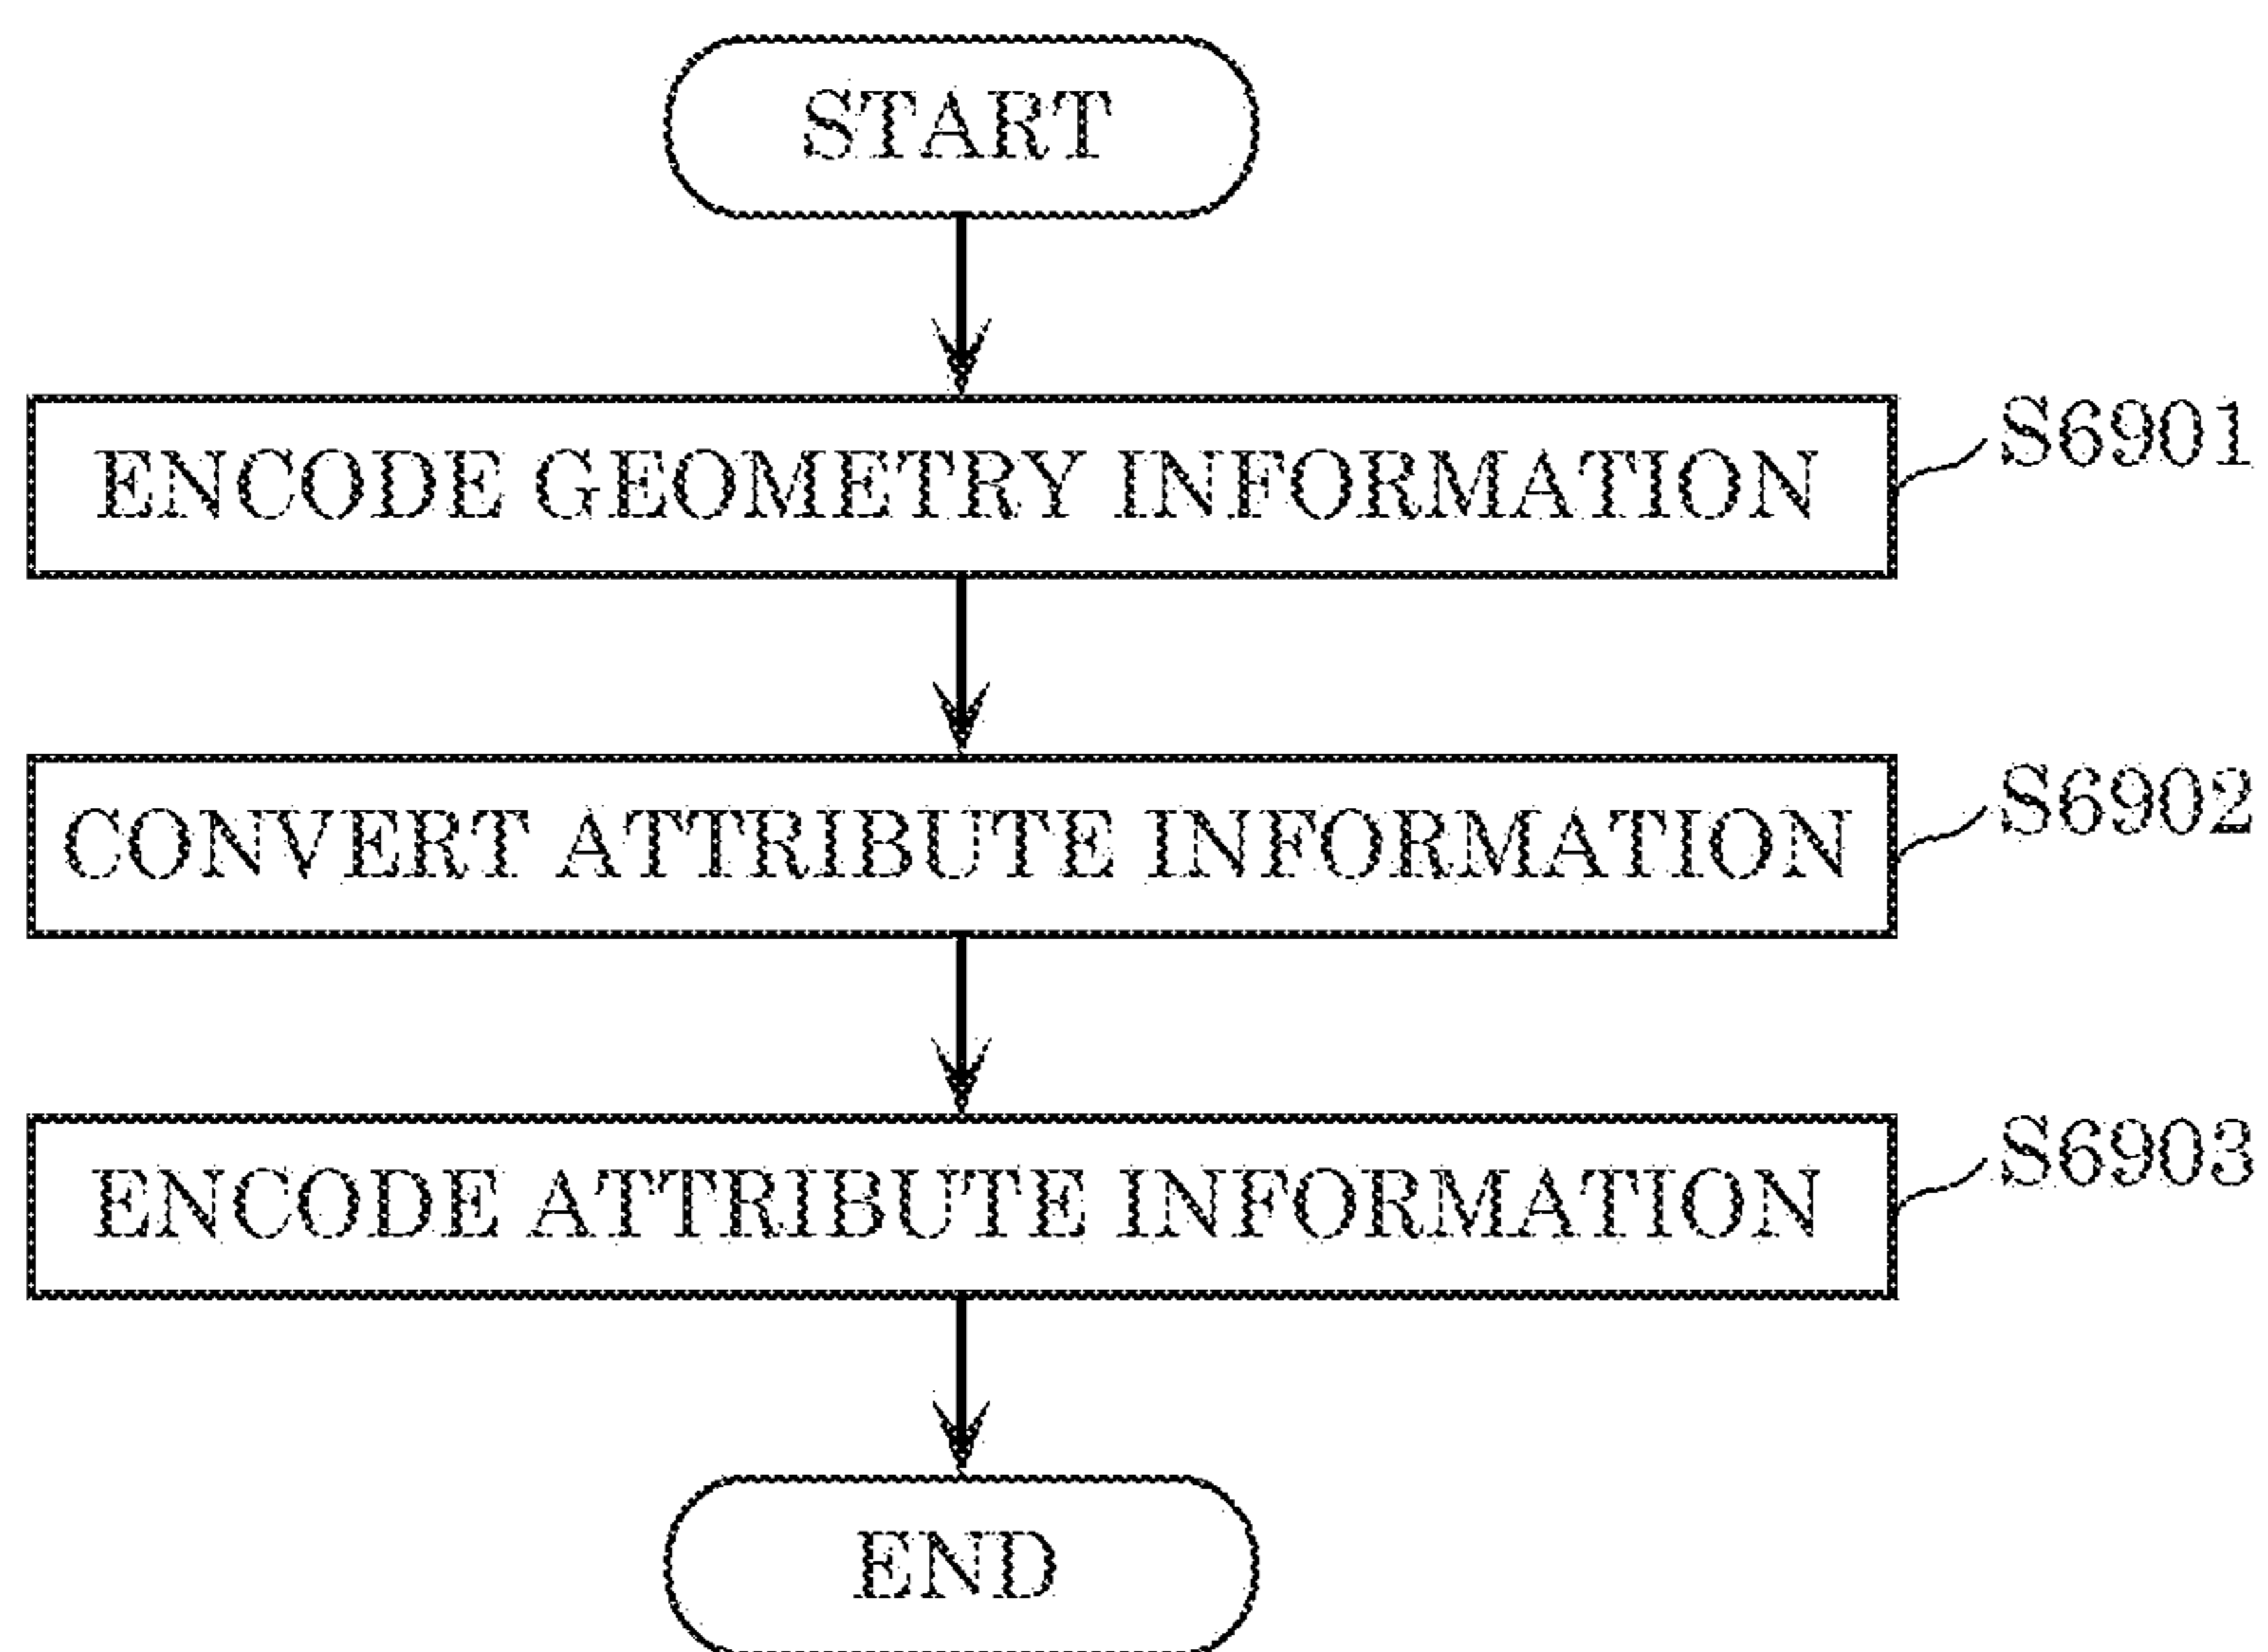 START
ENCODE GEOMETRY INFORMATION
S6901
CONVERT ATTRIBUTE INFORMATION
S6902
ENCODE ATTRIBUTE INFORMATION
S6903
END